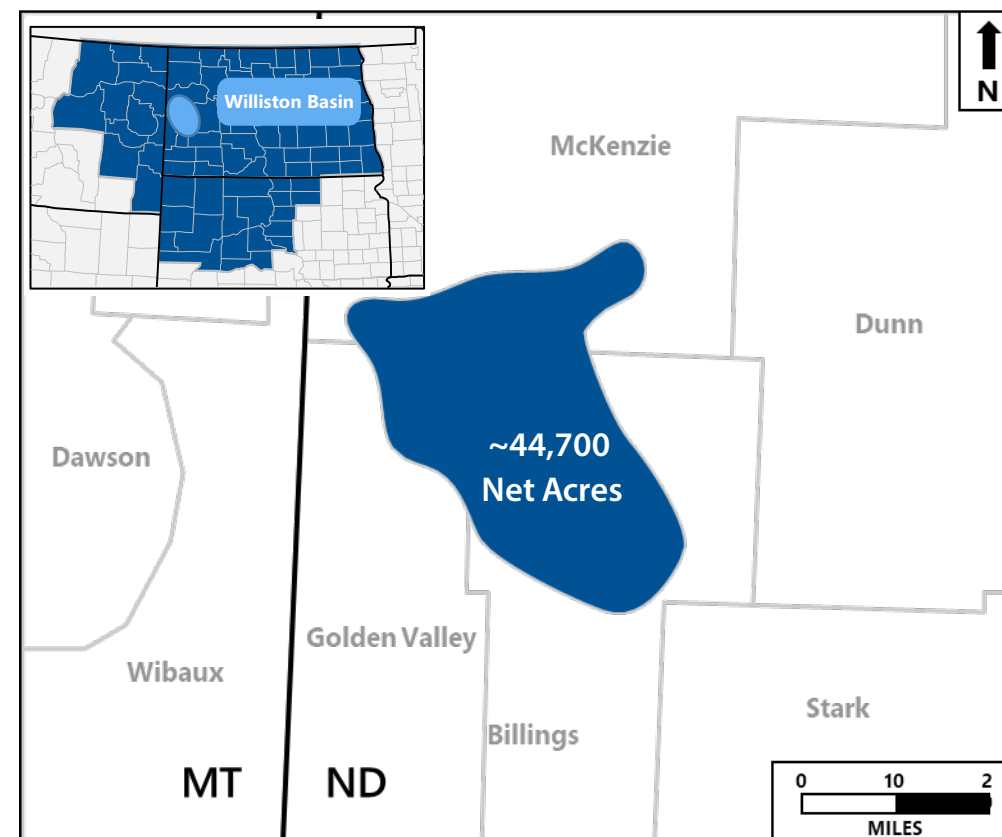 Williston Basin
N
McKenzie
Dunn
~44,700
Net Acres
Dawson
Golden Valley
Wibaux
Stark
Billings
MT
ND
0 10 2
MILES